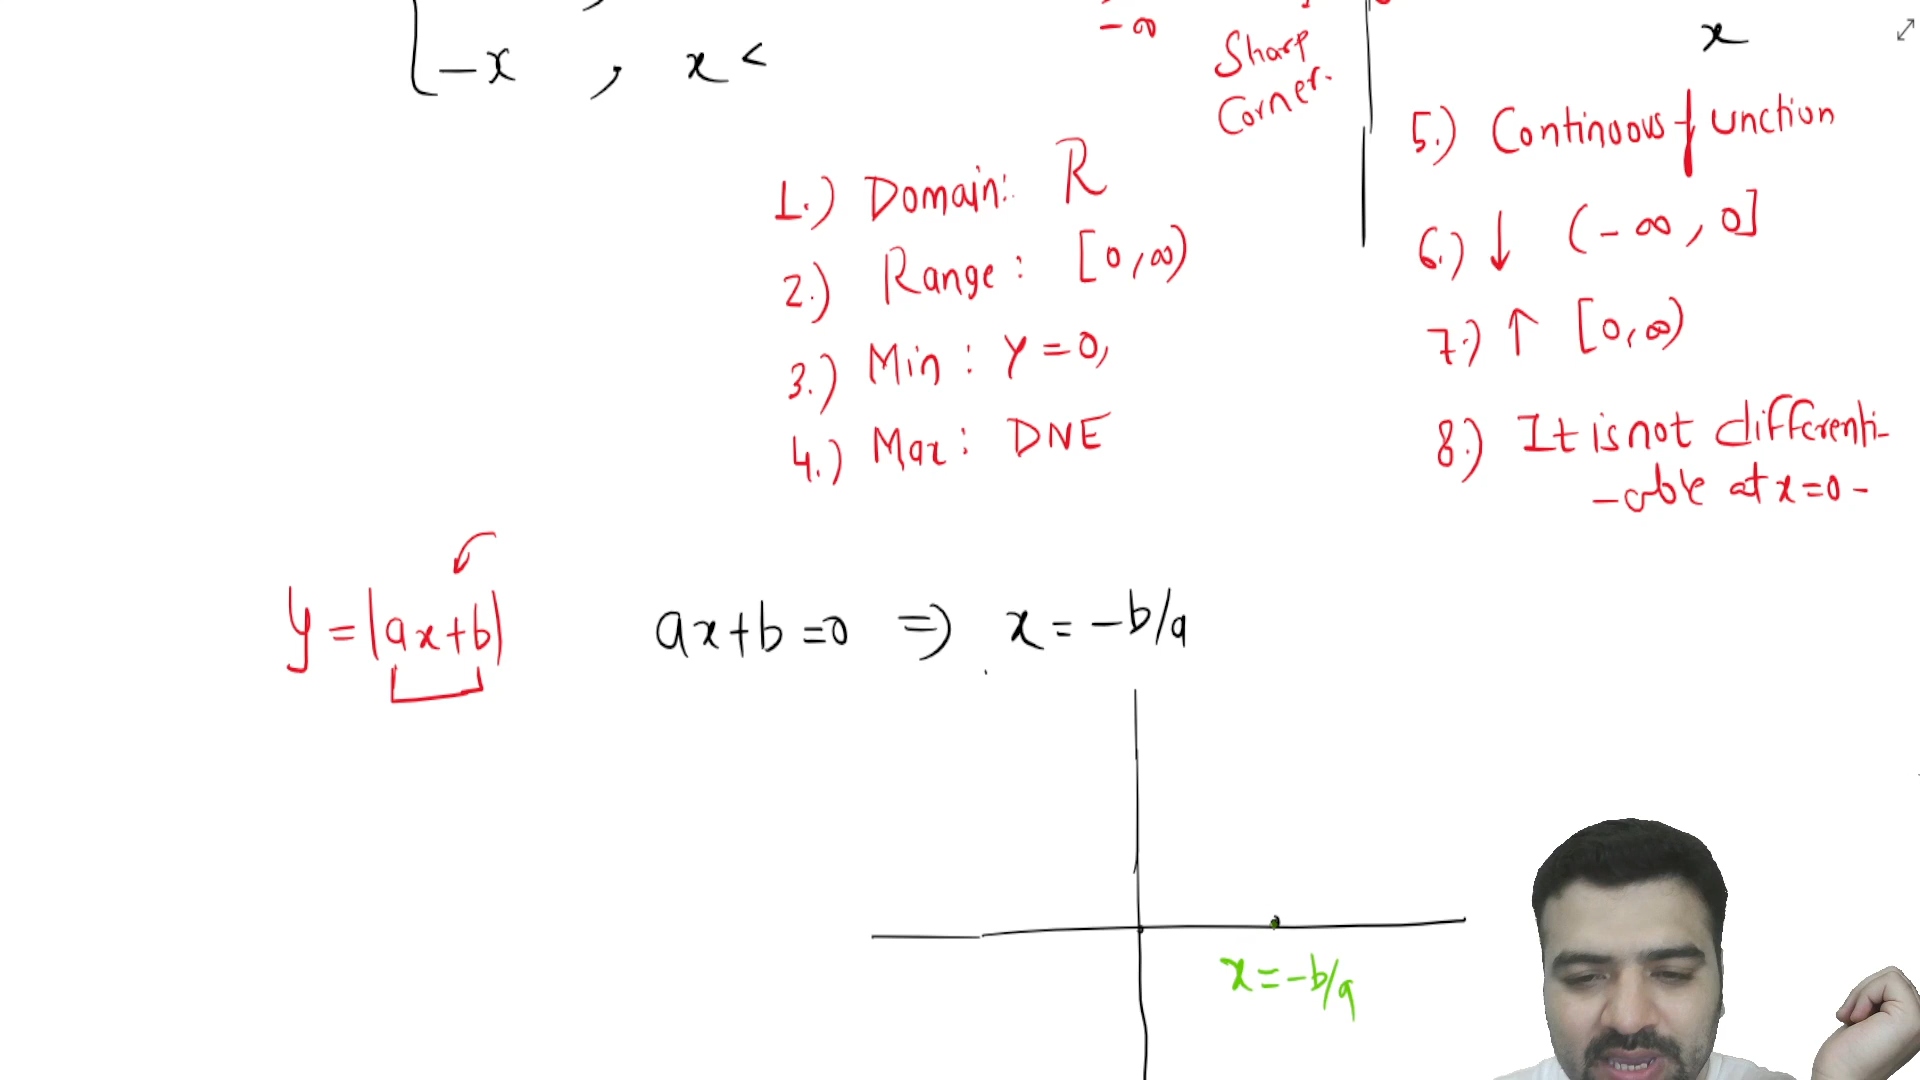 -x , x <
- ∞
Sharp
Corner.
x
1.) Domain: R
2.) Range: [0,∞)
3.) Min: y=0,
4.) Max: DNE
5.) Continoous function
6.) ↓ (-∞, 0]
7.) ↑ [0,∞)
8.) It is not differenti-
-able at x=0 -
y = |ax+b|
ax+b=0 => x = -b/a
x = -b/a